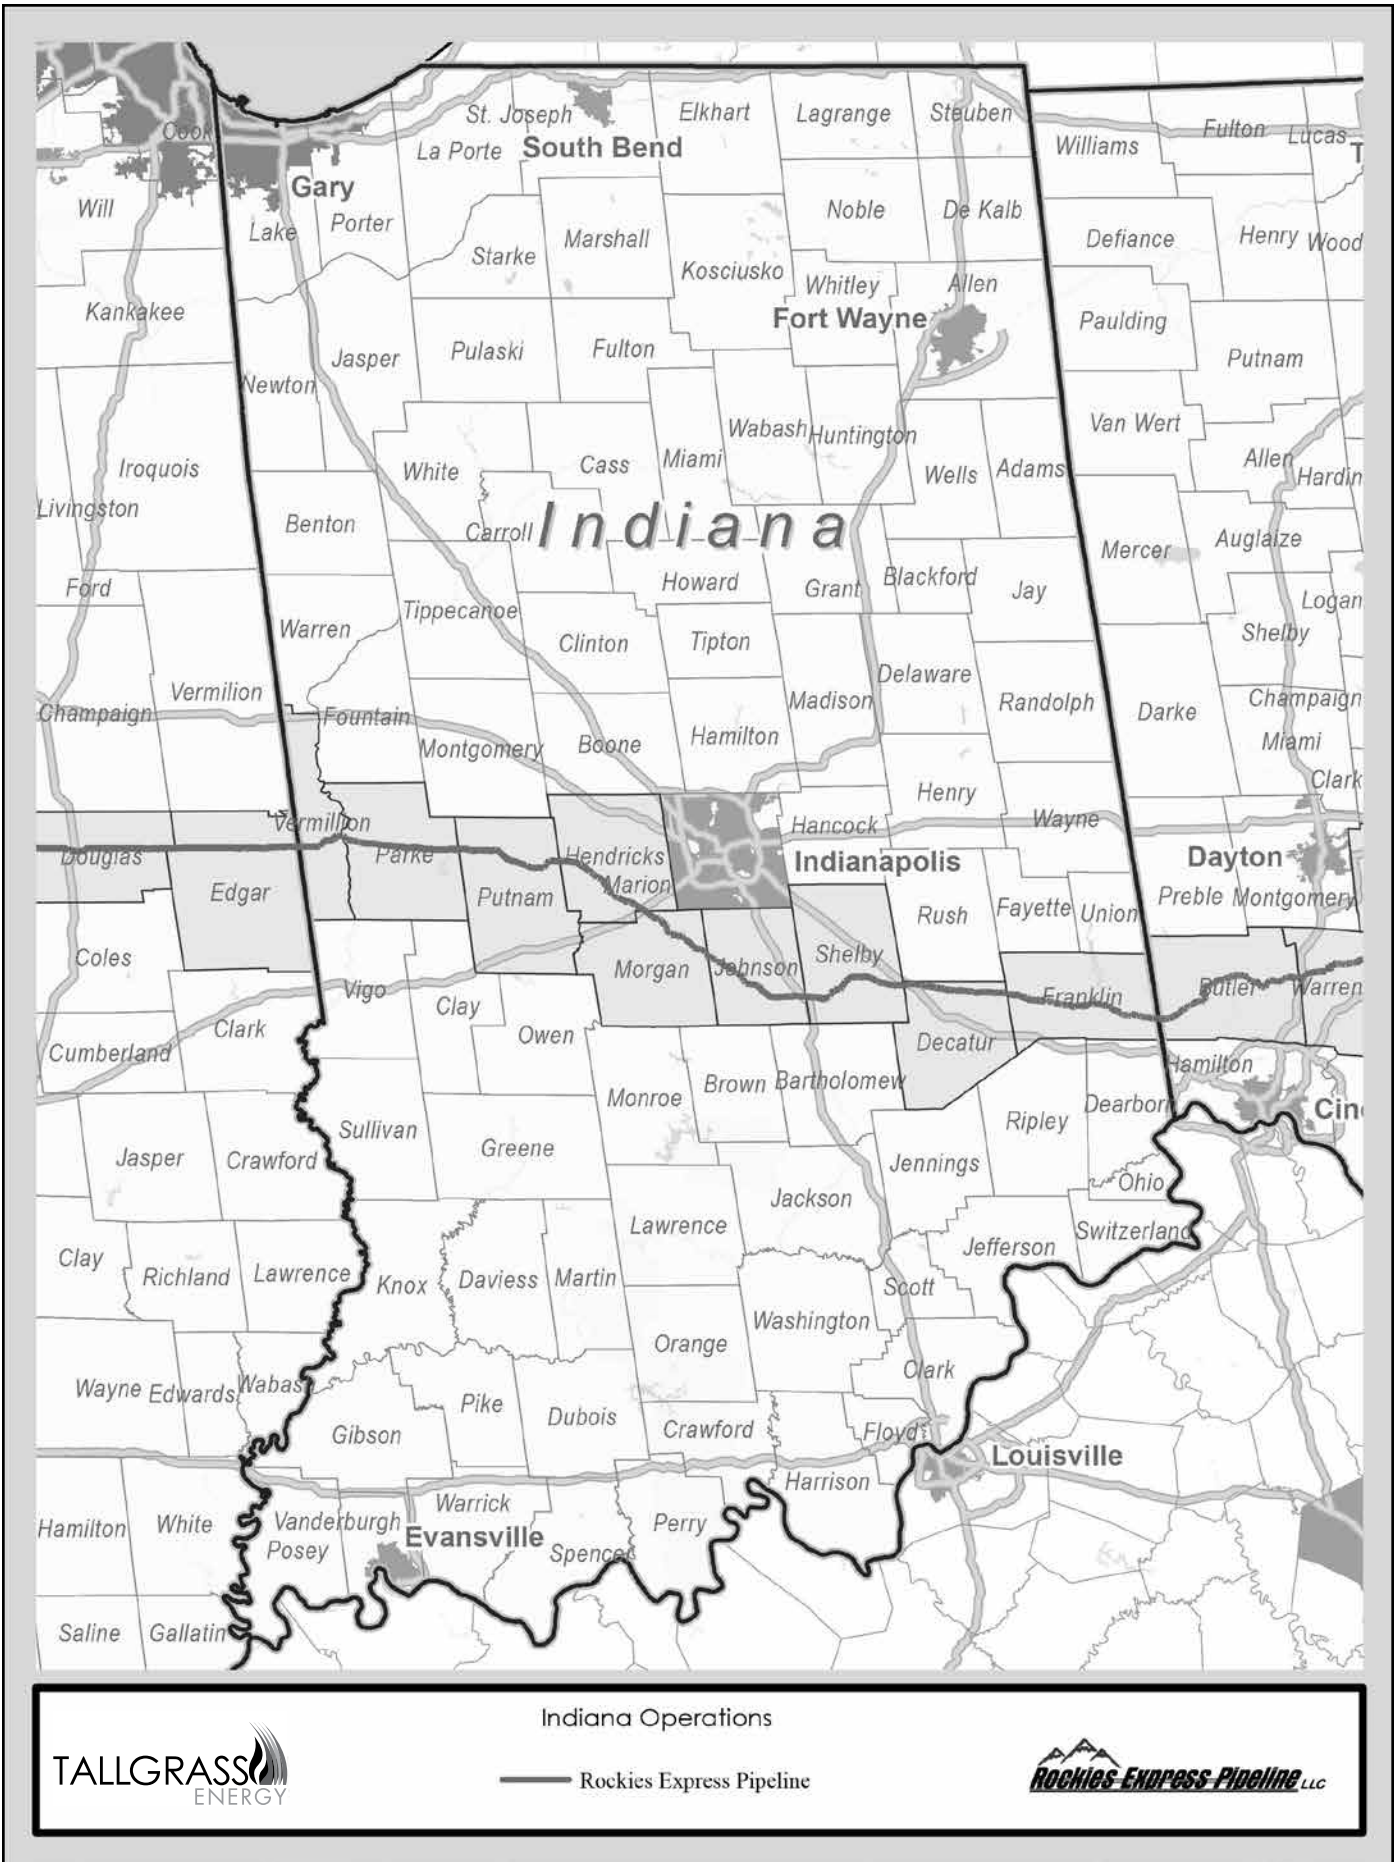 Cook
St. Joseph
Elkhart
Lagrange
Steuben
Fulton
Lucas
T
Williams
La Porte
South Bend
Gary
Will
Lake
Porter
Noble
De Kalb
Defiance
Henry
Wood
Starke
Marshall
Kosciusko
Whitley
Allen
Kankakee
Fort Wayne
Paulding
Jasper
Pulaski
Fulton
Putnam
Newton
Van Wert
Wabash
Huntington
Iroquois
White
Cass
Miami
Wells
Adams
Allen
Hardin
Livingston
Benton
Carroll
Indiana
Mercer
Auglaize
Ford
Howard
Grant
Blackford
Jay
Logan
Tippecanoe
Warren
Clinton
Tipton
Shelby
Vermilion
Delaware
Champaign
Fountain
Madison
Randolph
Darke
Champaign
Montgomery
Boone
Hamilton
Miami
Clark
Henry
Vermillion
Hancock
Wayne
Douglas
Parke
Hendricks
Indianapolis
Dayton
Edgar
Putnam
Marion
Rush
Fayette
Union
Preble
Montgomery
Coles
Morgan
Johnson
Shelby
Vigo
Clay
Franklin
Butler
Warren
Clark
Owen
Decatur
Cumberland
Hamilton
Monroe
Brown
Bartholomew
Dearborn
Cin
Sullivan
Ripley
Jasper
Crawford
Greene
Jennings
Ohio
Jackson
Lawrence
Switzerland
Jefferson
Clay
Richland
Lawrence
Knox
Daviess
Martin
Scott
Washington
Orange
Clark
Wayne
Edwards
Wabas
Pike
Dubois
Gibson
Crawford
Floyd
Louisville
Harrison
Hamilton
White
Vanderburgh
Warrick
Evansville
Perry
Posey
Spencer
Saline
Gallatin
Indiana Operations
TALLGRASS
ENERGY
Rockies Express Pipeline
Rockies Express Pipeline LLC